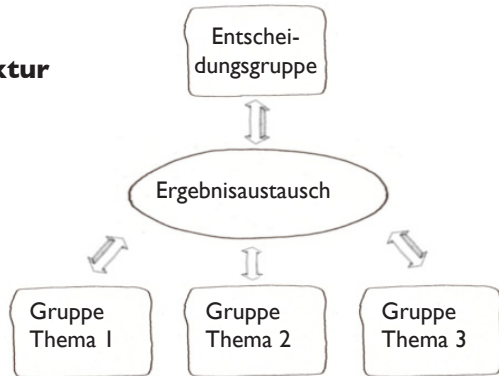 Entschei-
dungsgruppe
ktur
Ergebnisaustausch
Gruppe
Thema 1
Gruppe
Thema 2
Gruppe
Thema 3